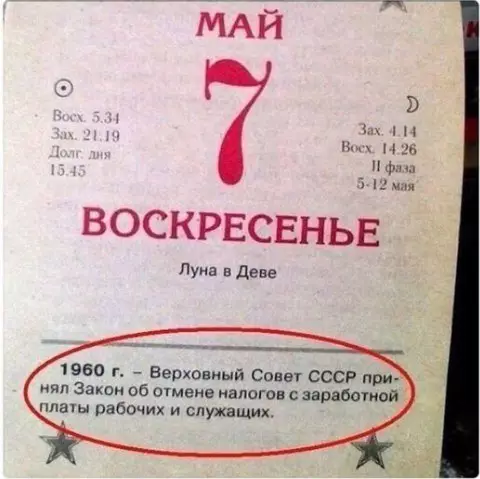 МАЙ
7
Восх. 5.34
Зах. 21.19
Долг. дня
15.45
Зах. 4.14
Восх. 14.26
II фаза
5-12 мая
ВОСКРЕСЕНЬЕ
Луна в Деве
1960 г. – Верховный Совет СССР при-
нял Закон об отмене налогов с заработной
платы рабочих и служащих.